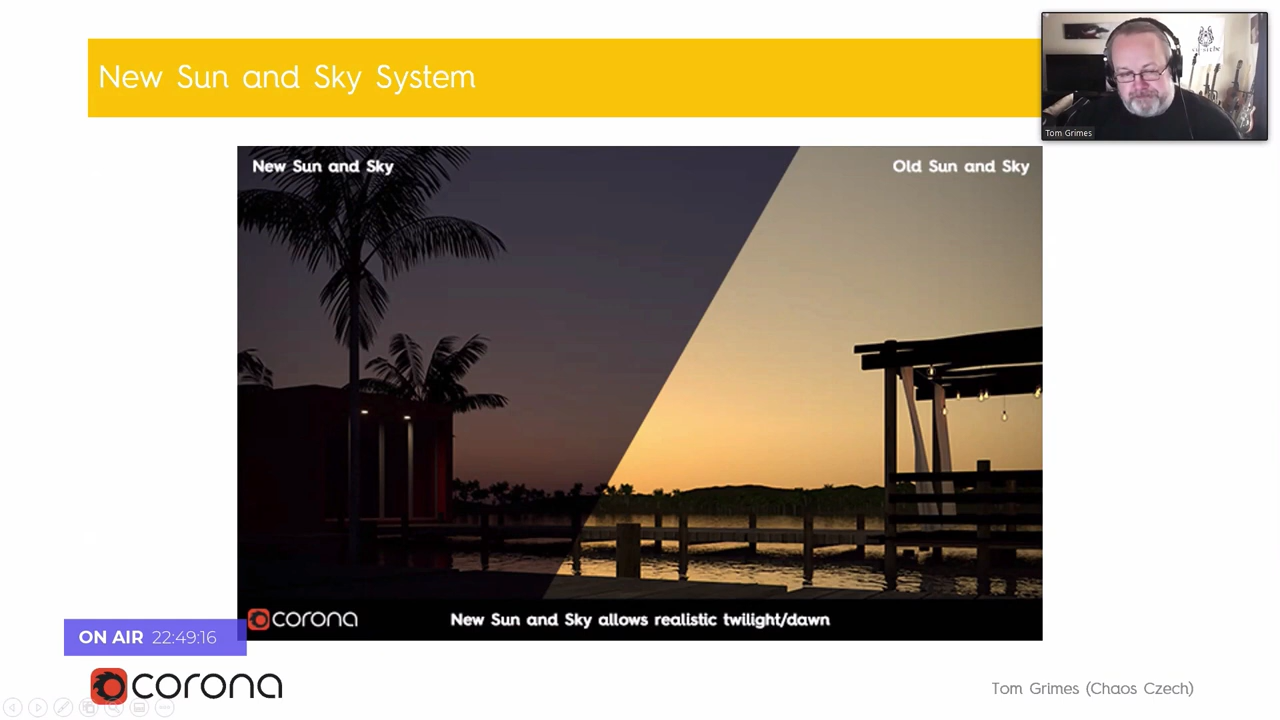 New Sun and Sky System
Tom Grimes
New Sun and Sky
Old Sun and Sky
corona
New Sun and Sky allows realistic twilight/dawn
ON AIR 22:49:16
corona
Tom Grimes (Chaos Czech)